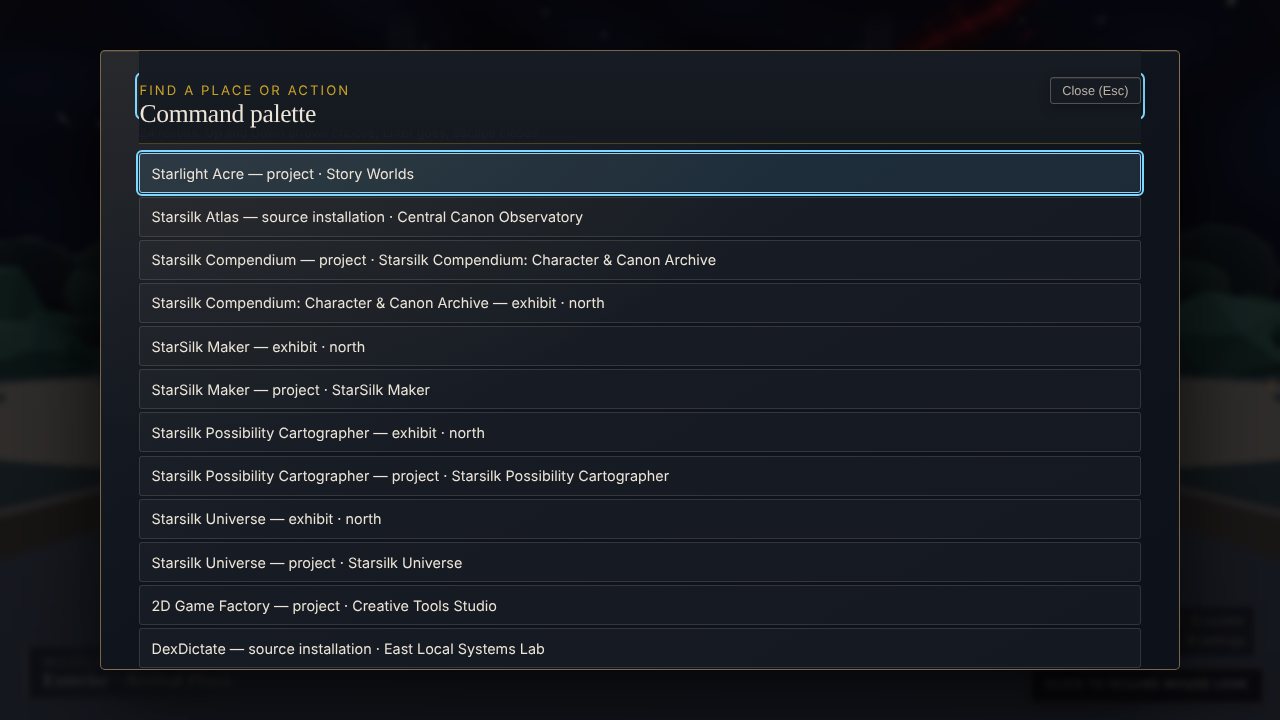 FIND A PLACE OR ACTION
Close (Esc)
Command palette
Starlight Acre — project · Story Worlds
Starsilk Atlas — source installation · Central Canon Observatory
Starsilk Compendium — project · Starsilk Compendium: Character & Canon Archive
Starsilk Compendium: Character & Canon Archive — exhibit · north
StarSilk Maker — exhibit · north
StarSilk Maker — project · StarSilk Maker
Starsilk Possibility Cartographer — exhibit · north
Starsilk Possibility Cartographer — project · Starsilk Possibility Cartographer
Starsilk Universe — exhibit · north
Starsilk Universe — project · Starsilk Universe
2D Game Factory — project · Creative Tools Studio
DexDictate — source installation · East Local Systems Lab